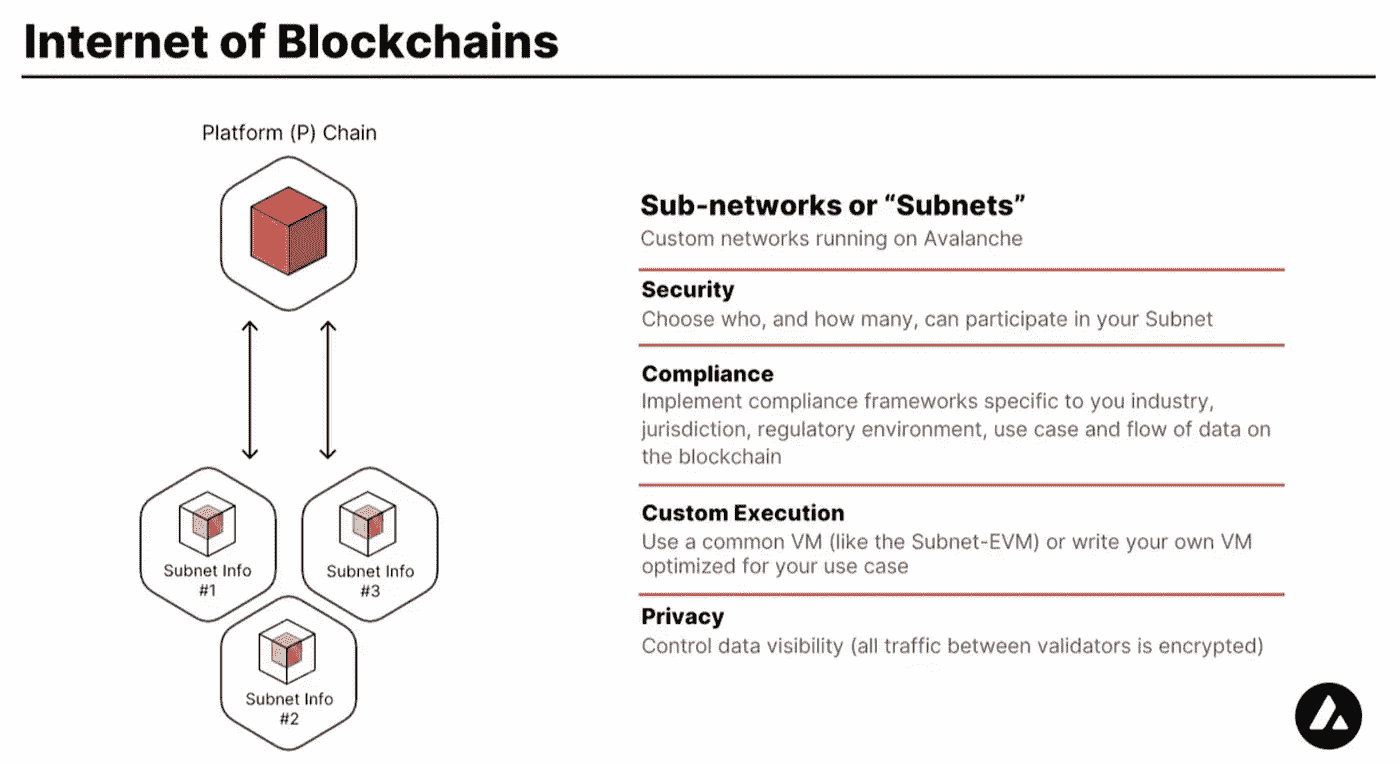 Internet of Blockchains
Platform (P) Chain
Subnet Info
#1
Subnet Info
#3
Subnet Info
#2
Sub-networks or “Subnets”
Custom networks running on Avalanche
Security
Choose who, and how many, can participate in your Subnet
Compliance
Implement compliance frameworks specific to you industry,
jurisdiction, regulatory environment, use case and flow of data on
the blockchain
Custom Execution
Use a common VM (like the Subnet-EVM) or write your own VM
optimized for your use case
Privacy
Control data visibility (all traffic between validators is encrypted)